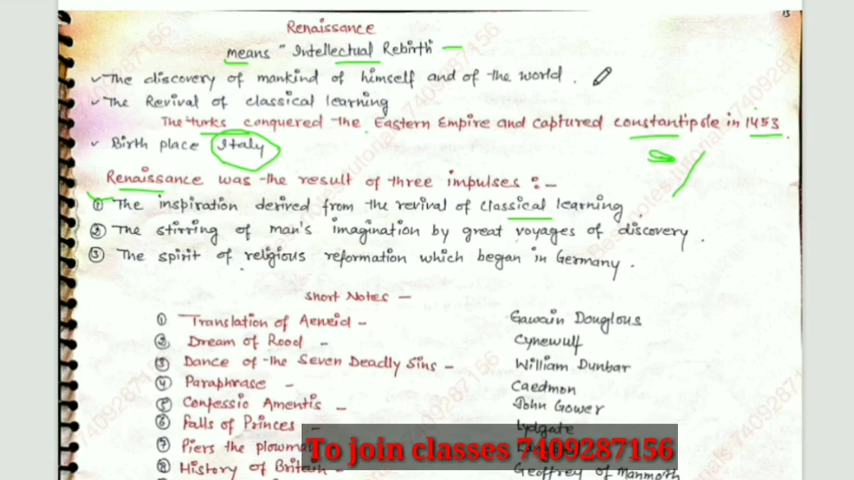 Renaissance
means "Intellectual Rebirth
The discovery of mankind of himself and of the world.
The Revival of classical learning
The Turks conquered the Eastern Empire and captured constantipole in 1453
Birth place Italy
Renaissance was the result of three impulses :-
① The inspiration derived from the revival of classical learning
② The stirring of man's imagination by great voyages of discovery.
③ The spirit of religious reformation which began in Germany.
Short Notes -
① Translation of Aeneid - Gawain Douglous
② Dream of Rood - Cynewulf
③ Dance of the Seven Deadly Sins - William Dunbar
④ Paraphrase - Caedmon
⑤ Confessio Amentis - John Gower
⑥ Falls of Princes - Lydgate
⑦ Piers the plowma
⑧ History of Britain - Geoffrey of Manmoth
To join classes 7409287156